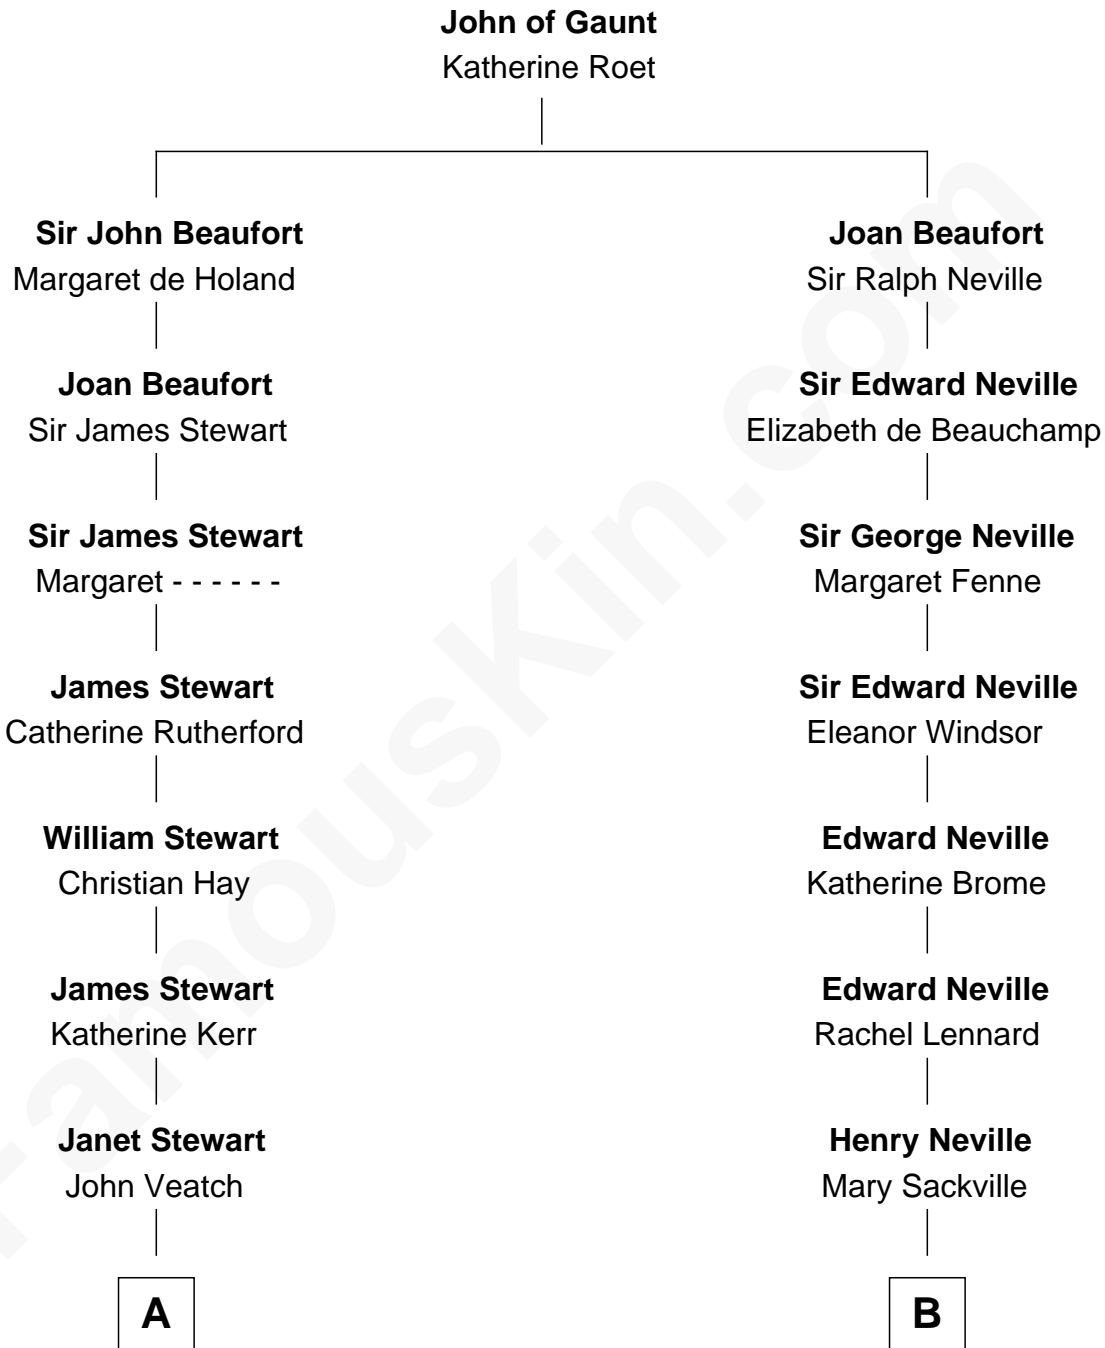 John of Gaunt
Katherine Roet
Sir John Beaufort
Margaret de Holand
Joan Beaufort
Sir James Stewart
Sir James Stewart
Margaret - - - - - -
James Stewart
Catherine Rutherford
William Stewart
Christian Hay
James Stewart
Katherine Kerr
Janet Stewart
John Veatch
A
Joan Beaufort
Sir Ralph Neville
Sir Edward Neville
Elizabeth de Beauchamp
Sir George Neville
Margaret Fenne
Sir Edward Neville
Eleanor Windsor
Edward Neville
Katherine Brome
Edward Neville
Rachel Lennard
Henry Neville
Mary Sackville
B
FamousKin.com